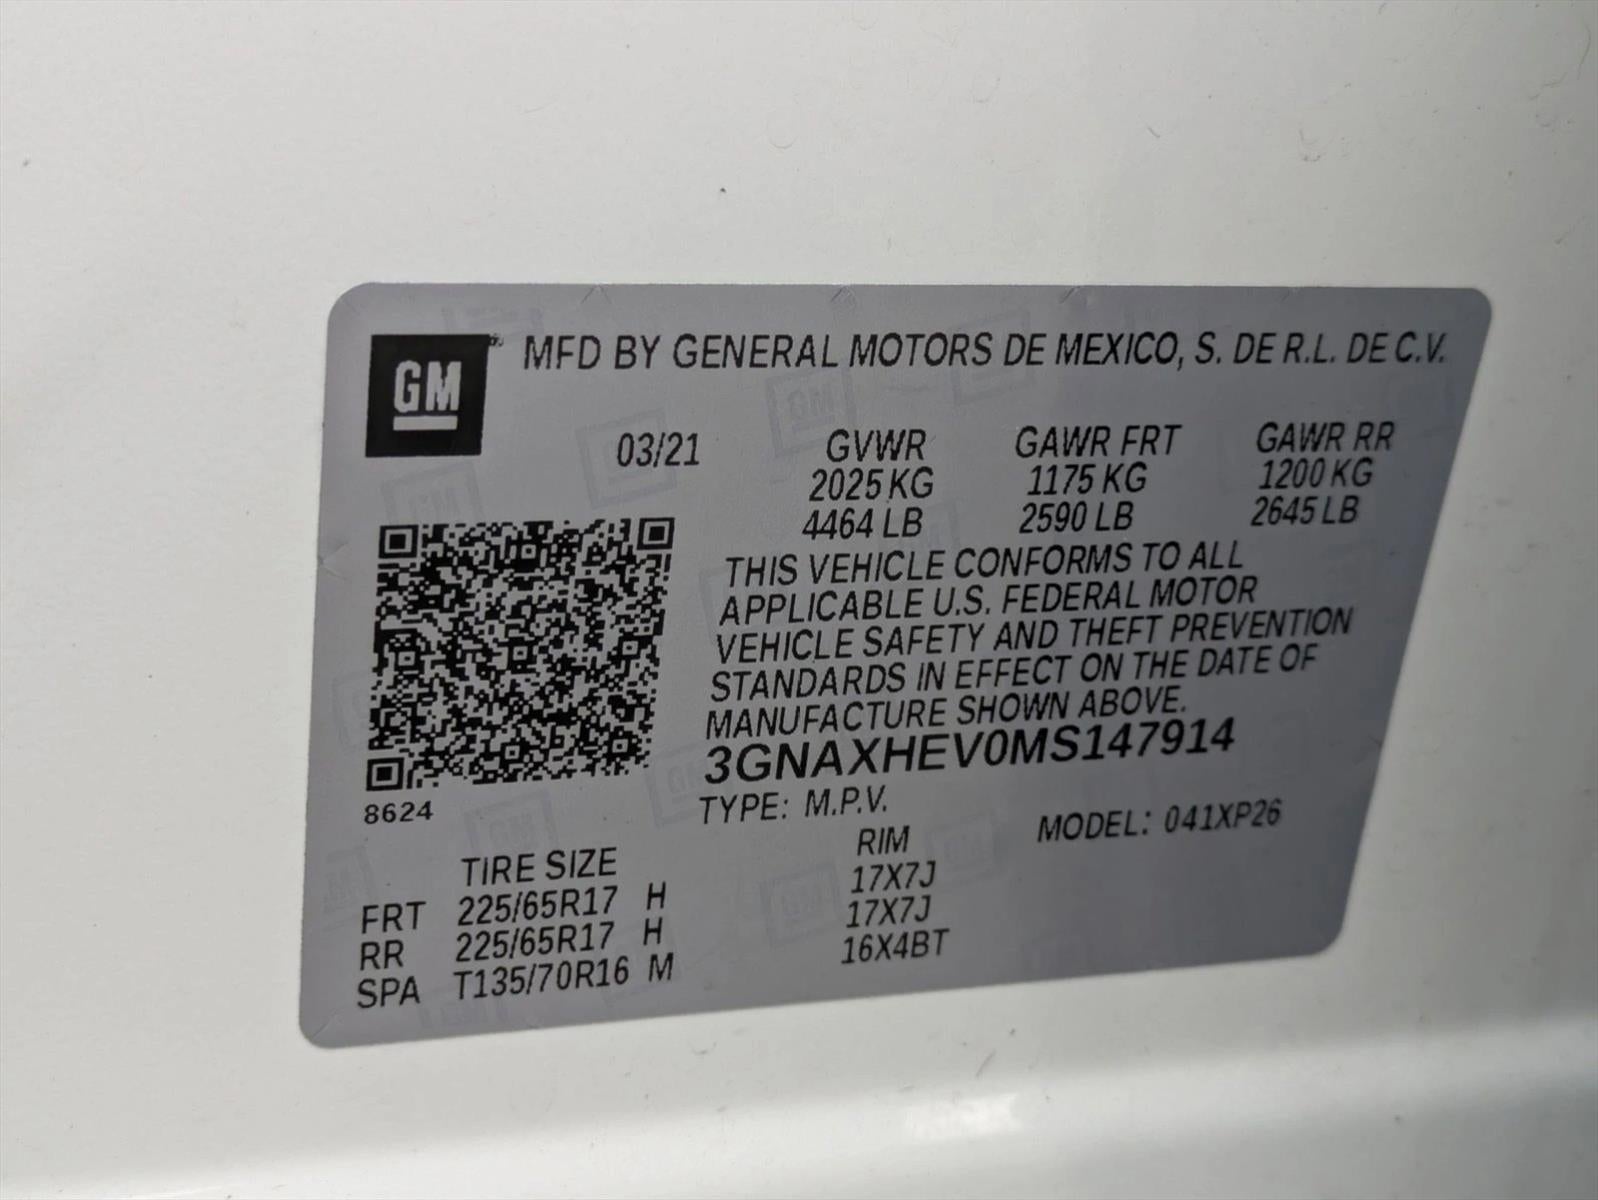 GM
MFD BY GENERAL MOTORS DE MEXICO, S. DE R.L. DE C.V.
03/21 GVWR GAWR FRT GAWR RR
2025 KG 1175 KG 1200 KG
4464 LB 2590 LB 2645 LB
THIS VEHICLE CONFORMS TO ALL
APPLICABLE U.S. FEDERAL MOTOR
VEHICLE SAFETY AND THEFT PREVENTION
STANDARDS IN EFFECT ON THE DATE OF
MANUFACTURE SHOWN ABOVE.
3GNAXHEV0MS147914
8624
TYPE: M.P.V. MODEL: 041XP26
TIRE SIZE RIM
FRT 225/65R17 H 17X7J
RR 225/65R17 H 17X7J
SPA T135/70R16 M 16X4BT